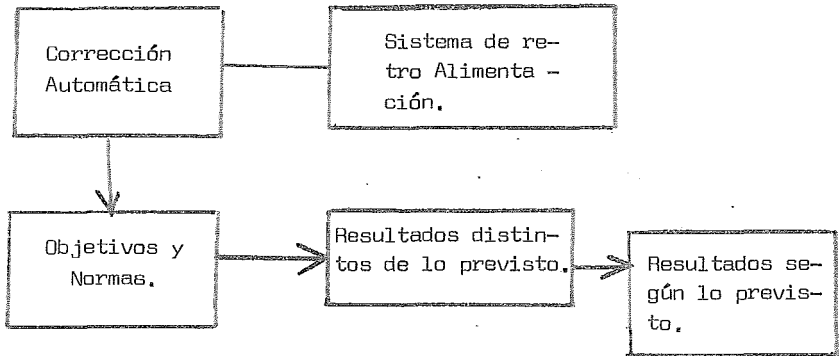 Corrección
Automática
Sistema de re-
tro Alimenta -
ción.
Objetivos y
Normas.
Resultados distin-
tos de lo previsto.
Resultados se-
gún lo previs-
to.